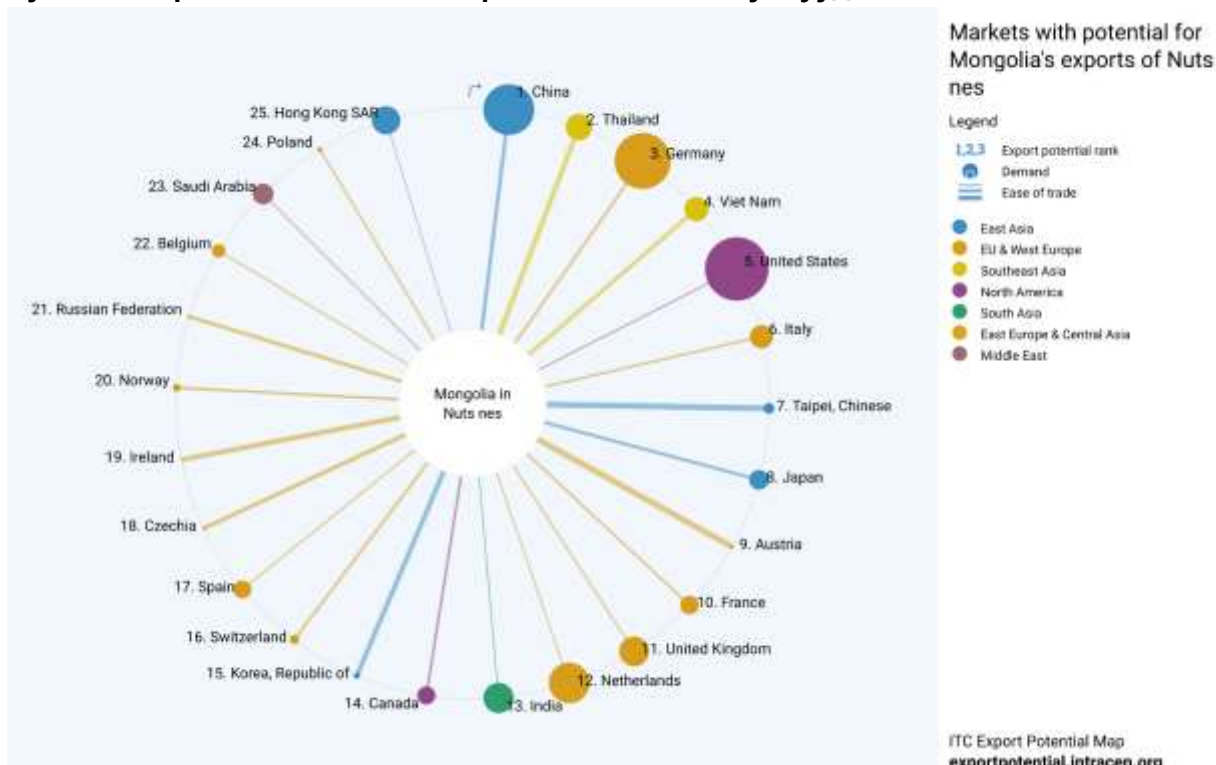 Markets with potential for
Mongolia's exports of Nuts
nes
Legend
1,2,3 Export potential rank
Demand
Ease of trade
East Asia
EU & West Europe
Southeast Asia
North America
South Asia
East Europe & Central Asia
Middle East
1. China
2. Thailand
3. Germany
4. Viet Nam
5. United States
6. Italy
7. Taipei, Chinese
8. Japan
9. Austria
10. France
11. United Kingdom
12. Netherlands
13. India
14. Canada
15. Korea, Republic of
16. Switzerland
17. Spain
18. Czechia
19. Ireland
20. Norway
21. Russian Federation
22. Belgium
23. Saudi Arabia
24. Poland
25. Hong Kong SAR
Mongolia in
Nuts nes
ITC Export Potential Map
exportpotential.intracen.org